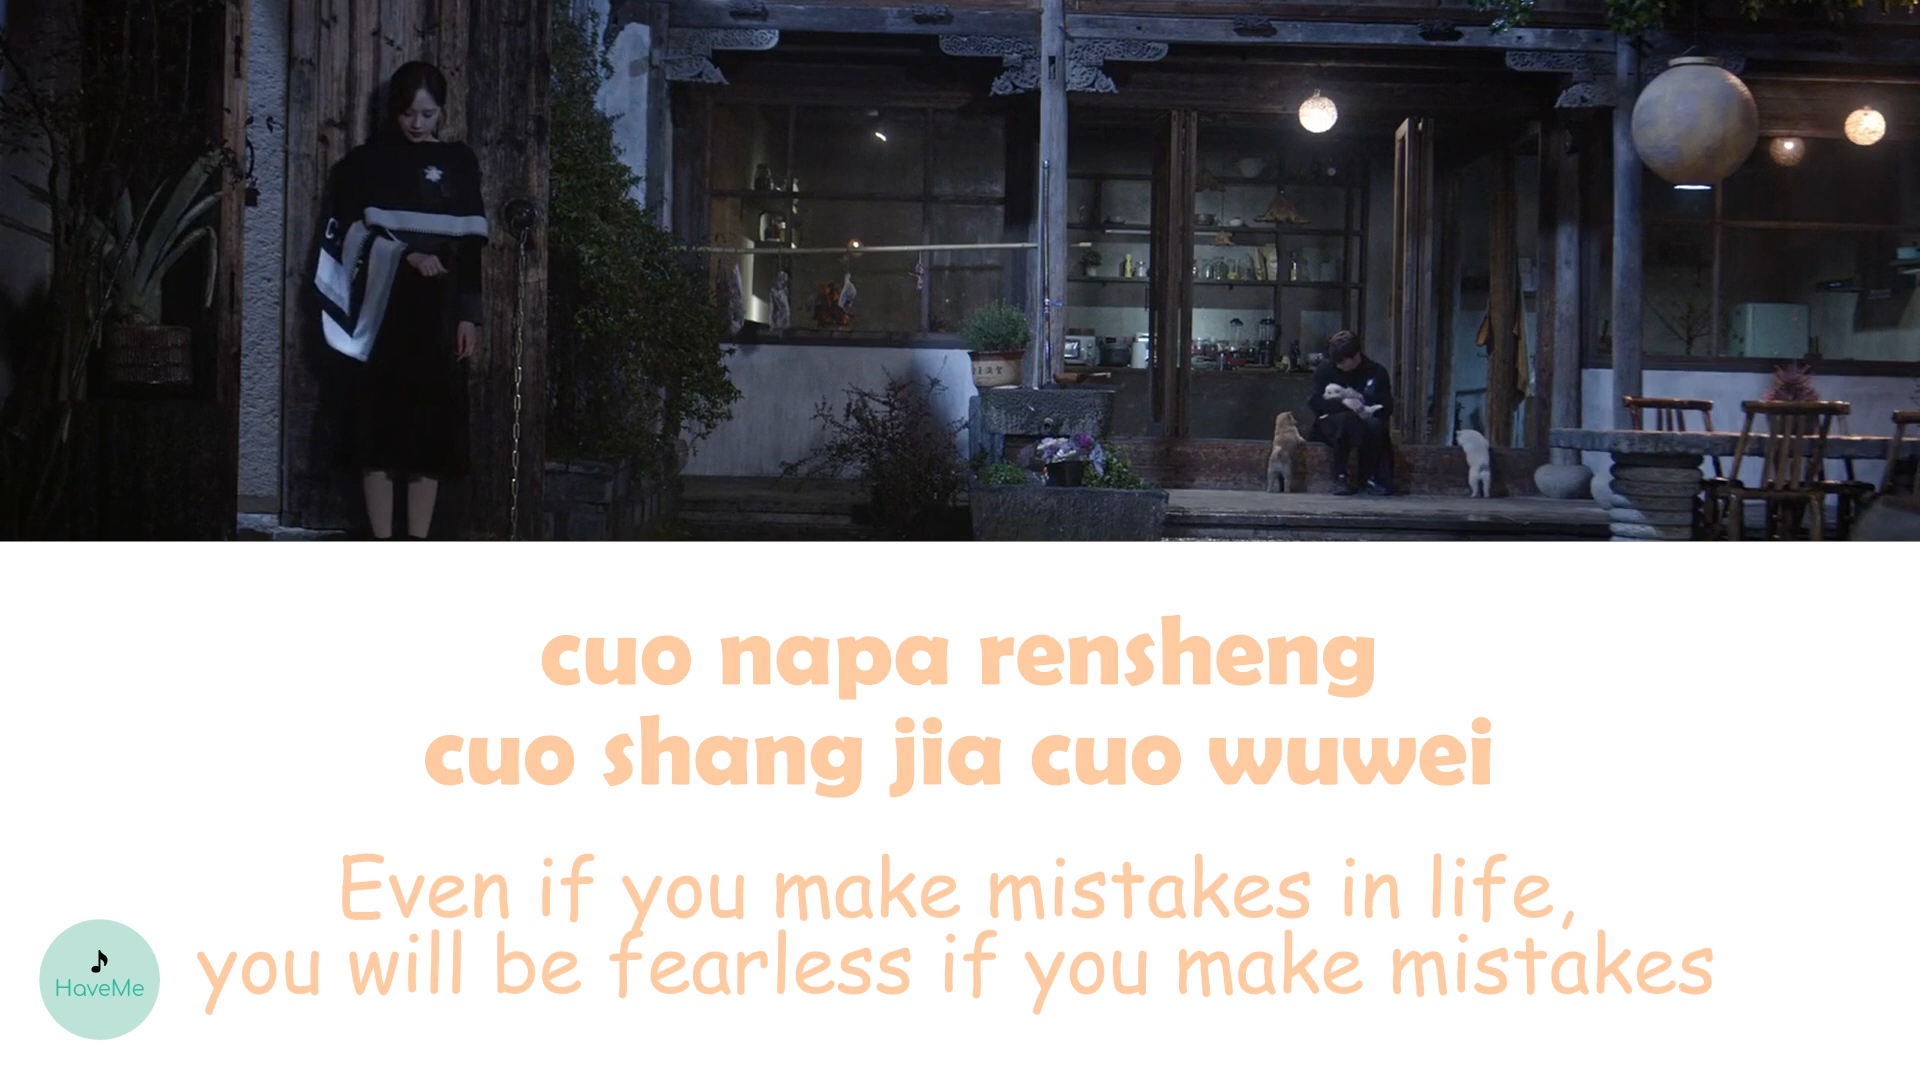 cuo napa rensheng
cuo shang jia cuo wuwei
Even if you make mistakes in life,
you will be fearless if you make mistakes
HaveMe